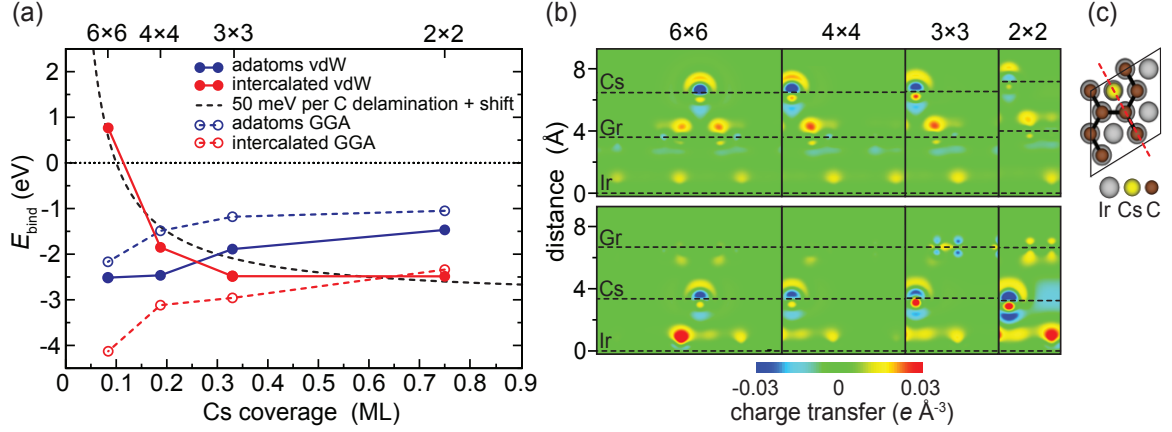 (a)
6×6 4×4 3×3 2×2
adatoms vdW
intercalated vdW
50 meV per C delamination + shift
adatoms GGA
intercalated GGA
2
1
0
-1
-2
-3
-4
E_bind (eV)
0 0.1 0.2 0.3 0.4 0.5 0.6 0.7 0.8 0.9
Cs coverage (ML)
(b)
6×6 4×4 3×3 2×2
8
4
0
Cs
Gr
Ir
distance (Å)
8
4
0
Gr
Cs
Ir
-0.03 0 0.03
charge transfer (e Å⁻³)
(c)
Ir Cs C